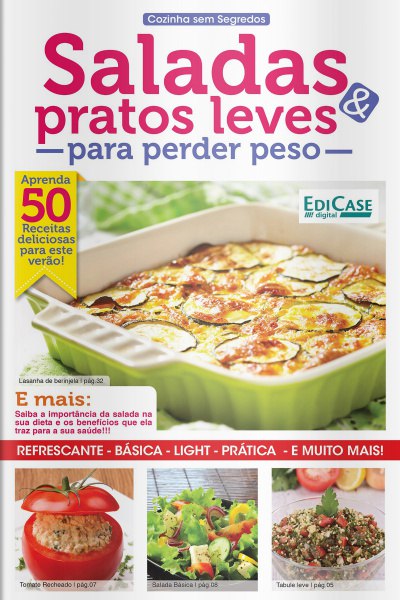 Cozinha sem Segredos
Saladas &
pratos leves
para perder peso
Aprenda
50
Receitas
deliciosas
para este
verão!
EDICASE
digital
Lasanha de berinjela | pág.32
E mais:
Saiba a importância da salada na
sua dieta e os benefícios que ela
traz para a sua saúde!!!
REFRESCANTE - BÁSICA - LIGHT - PRÁTICA - E MUITO MAIS!
Tomate Recheado | pág.07
Salada Básica | pág 08
Tabule leve | pág.05